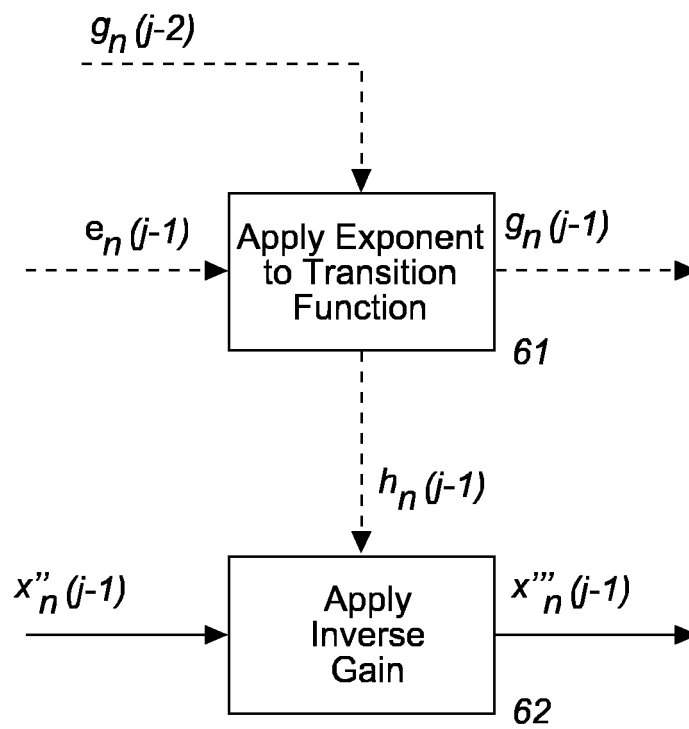 gn(j-2)
en(j-1)
Apply Exponent
to Transition
Function
gn(j-1)
61
hn(j-1)
x''n(j-1)
Apply
Inverse
Gain
x'''n(j-1)
62